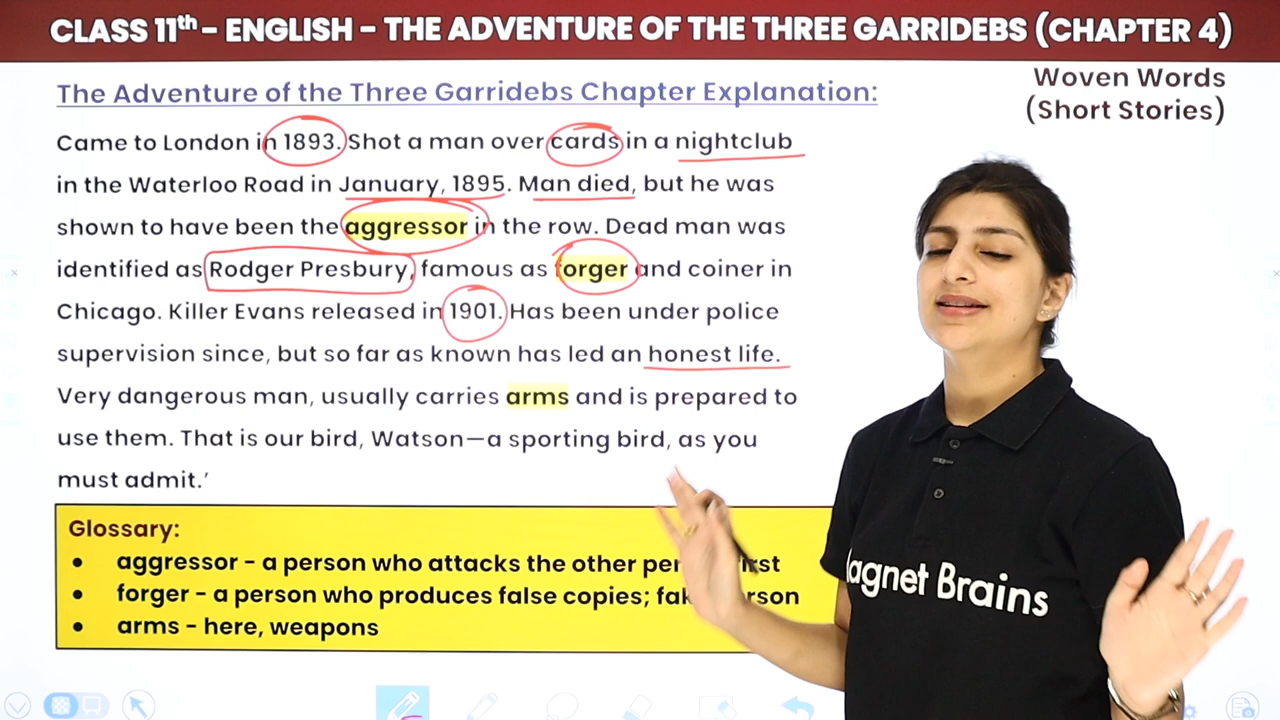 CLASS 11th - ENGLISH - THE ADVENTURE OF THE THREE GARRIDEBS (CHAPTER 4)
Woven Words
(Short Stories)
The Adventure of the Three Garridebs Chapter Explanation:
Came to London in 1893. Shot a man over cards in a nightclub
in the Waterloo Road in January, 1895. Man died, but he was
shown to have been the aggressor in the row. Dead man was
identified as Rodger Presbury, famous as forger and coiner in
Chicago. Killer Evans released in 1901. Has been under police
supervision since, but so far as known has led an honest life.
Very dangerous man, usually carries arms and is prepared to
use them. That is our bird, Watson—a sporting bird, as you
must admit.'
Glossary:
• aggressor - a person who attacks the other first
• forger - a person who produces false copies;
• arms - here, weapons
agnet Brains